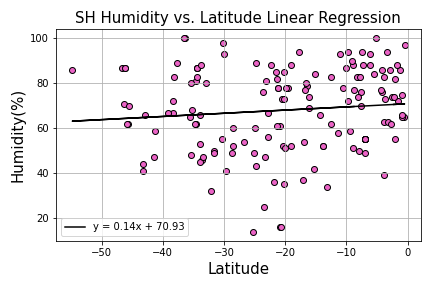 SH Humidity vs. Latitude Linear Regression
Humidity(%)
100
80
60
40
20
y = 0.14x + 70.93
−50
−40
−30
−20
−10
0
Latitude